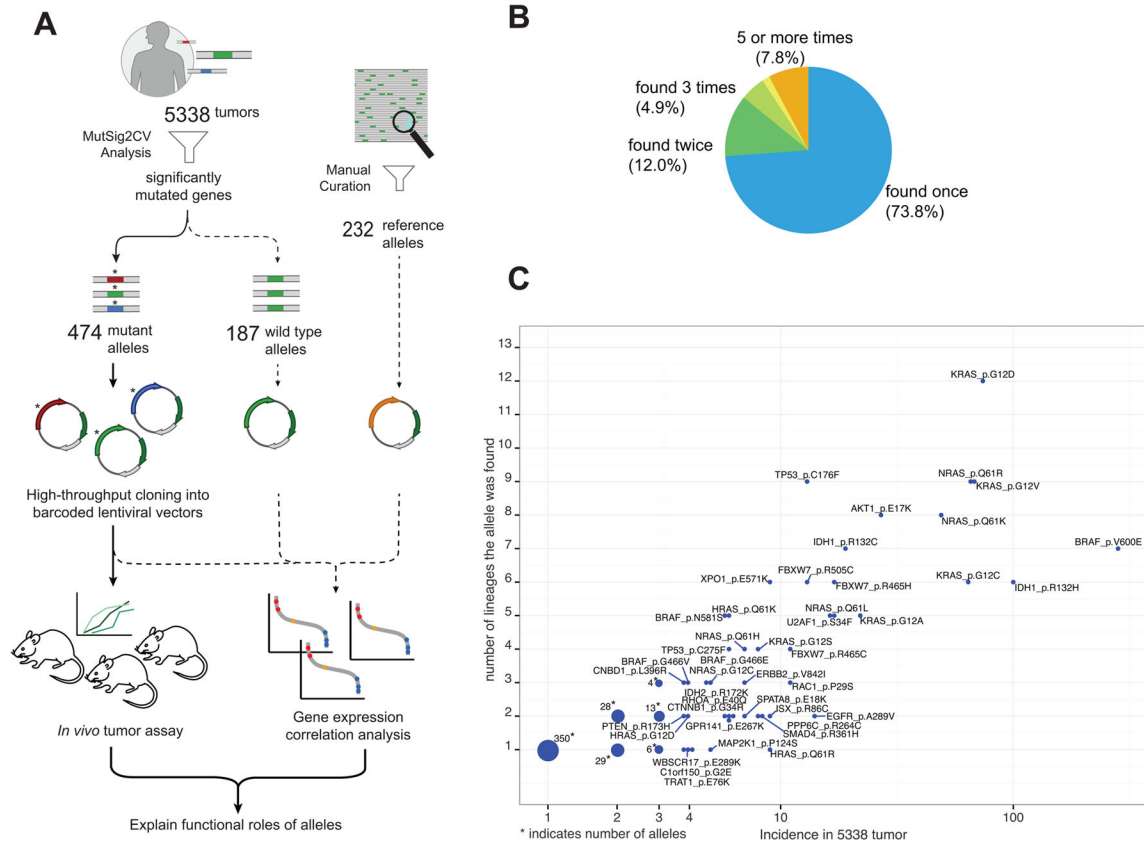 A
5338 tumors
MutSig2CV
Analysis
significantly
mutated genes
Manual
Curation
232 reference
alleles
*
*
*
474 mutant
alleles
187 wild type
alleles
*
*
*
High-throughput cloning into
barcoded lentiviral vectors
In vivo tumor assay
Gene expression
correlation analysis
Explain functional roles of alleles
B
5 or more times
(7.8%)
found 3 times
(4.9%)
found twice
(12.0%)
found once
(73.8%)
C
number of lineages the allele was found
13
12
11
10
9
8
7
6
5
4
3
2
1
KRAS_p.G12D
TP53_p.C176F
NRAS_p.Q61R
KRAS_p.G12V
AKT1_p.E17K
NRAS_p.Q61K
IDH1_p.R132C
BRAF_p.V600E
XPO1_p.E571K
FBXW7_p.R505C
FBXW7_p.R465H
KRAS_p.G12C
IDH1_p.R132H
HRAS_p.Q61K
BRAF_p.N581S
NRAS_p.Q61L
U2AF1_p.S34F
KRAS_p.G12A
NRAS_p.Q61H
TP53_p.C275F
KRAS_p.G12S
FBXW7_p.R465C
BRAF_p.G466V
BRAF_p.G466E
CNBD1_p.L396R
NRAS_p.G12C
ERBB2_p.V842I
4*
RAC1_p.P29S
IDH2_p.R172K
RHOA_p.E40Q
SPATA8_p.E18K
28*
13*
CTNNB1_p.G34R
ISX_p.R86C
EGFR_p.A289V
PTEN_p.R173H
GPR141_p.E267K
PPP6C_p.R264C
HRAS_p.G12D
SMAD4_p.R361H
350*
29*
6*
MAP2K1_p.P124S
HRAS_p.Q61R
WBSCR17_p.E289K
C1orf150_p.G2E
TRAT1_p.E76K
1 2 3 4 10 100
* indicates number of alleles
Incidence in 5338 tumor